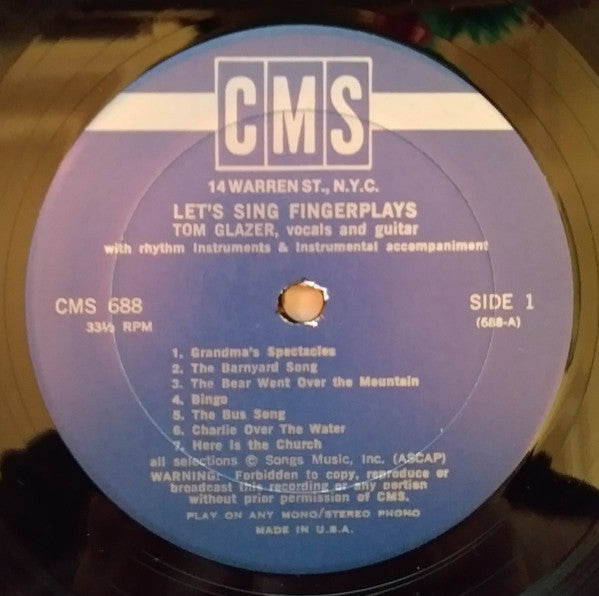 CMS
14 WARREN ST., N.Y.C.
LET'S SING FINGERPLAYS
TOM GLAZER, vocals and guitar
with rhythm instruments & instrumental accompaniment
CMS 688
33⅓ RPM
SIDE 1
(688-A)
1. Grandma's Spectacles
2. The Barnyard Song
3. The Bear Went Over the Mountain
4. Bingo
5. The Bus Song
6. Charlie Over The Water
7. Here is the Church
all selections © Songs Music, Inc. (ASCAP)
WARNING: Forbidden to copy, reproduce or
broadcast this recording or any portion
without prior permission of CMS.
PLAY ON ANY MONO/STEREO PHONO
MADE IN U.S.A.